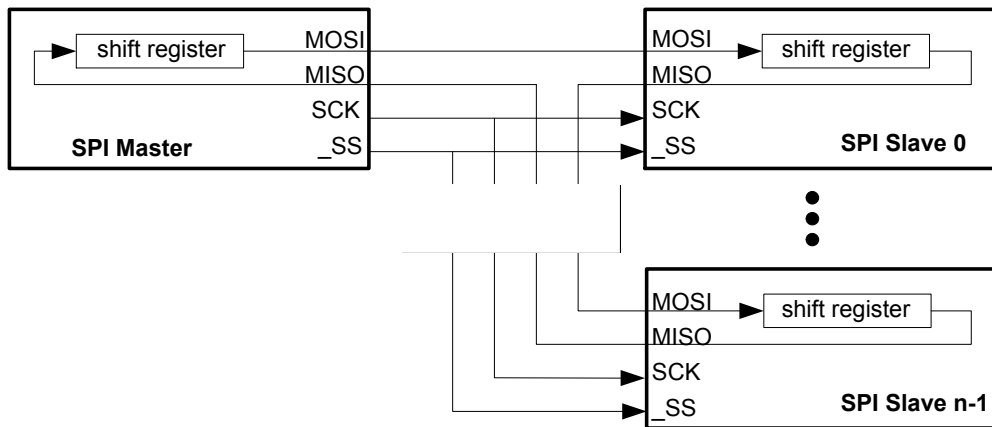 shift register
MOSI
MISO
SCK
_SS
SPI Master
MOSI
shift register
MISO
SCK
_SS
SPI Slave 0
MOSI
shift register
MISO
SCK
_SS
SPI Slave n-1